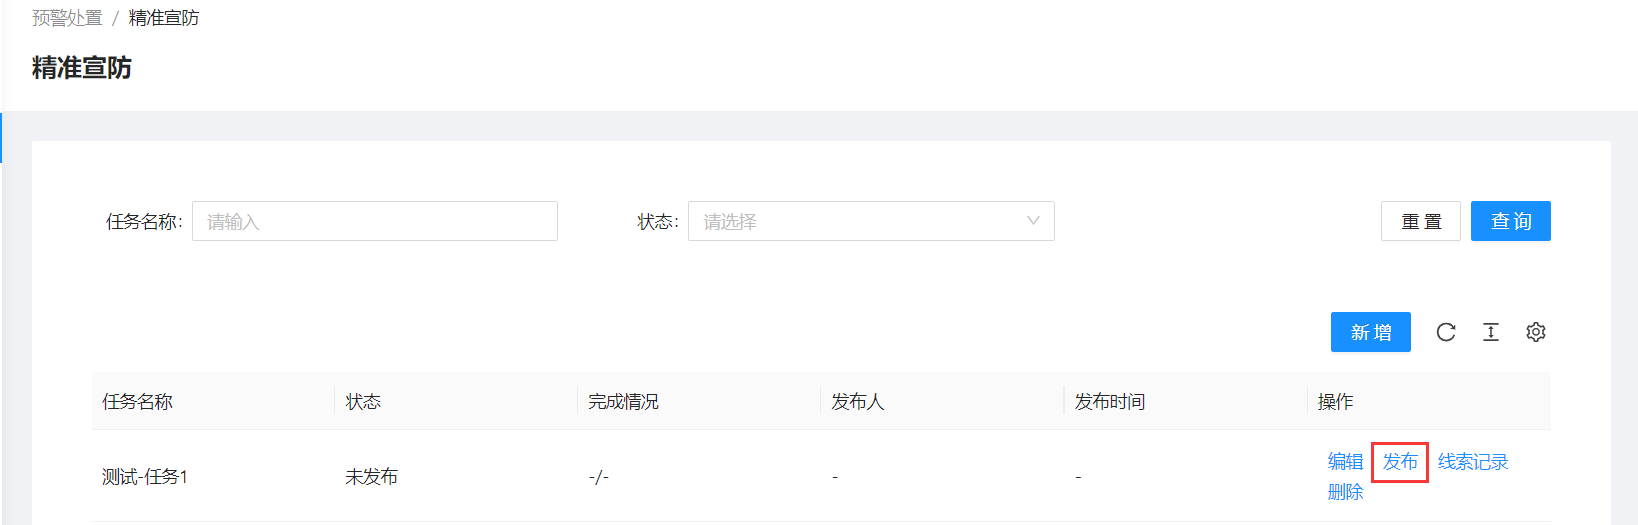 预警处置 / 精准宣防
精准宣防
任务名称: 请输入 状态: 请选择 重置 查询
新增
任务名称 状态 完成情况 发布人 发布时间 操作
编辑 发布 线索记录
测试-任务1 未发布 -/- - -
删除